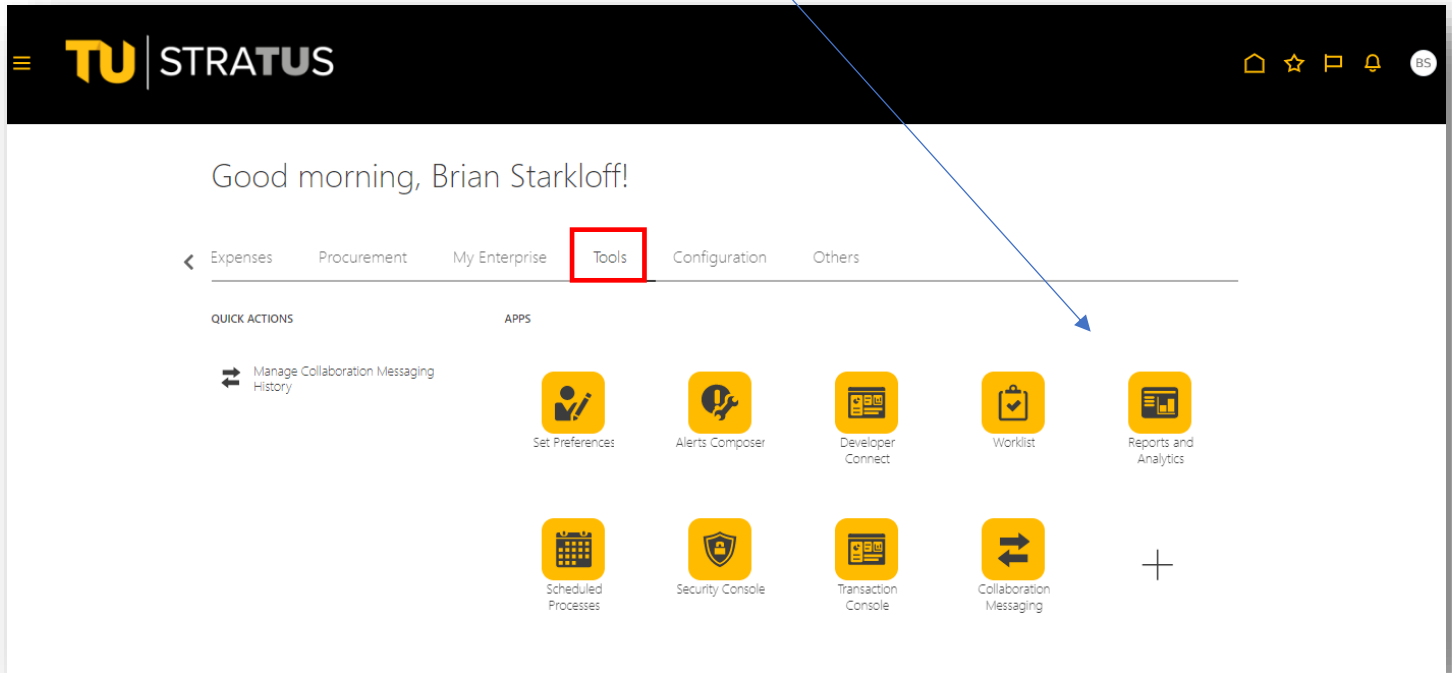 TU STRATUS
BS
Good morning, Brian Starkloff!
Expenses Procurement My Enterprise Tools Configuration Others
QUICK ACTIONS
APPS
Manage Collaboration Messaging
History
Set Preferences
Alerts Composer
Developer
Connect
Worklist
Reports and
Analytics
Scheduled
Processes
Security Console
Transaction
Console
Collaboration
Messaging